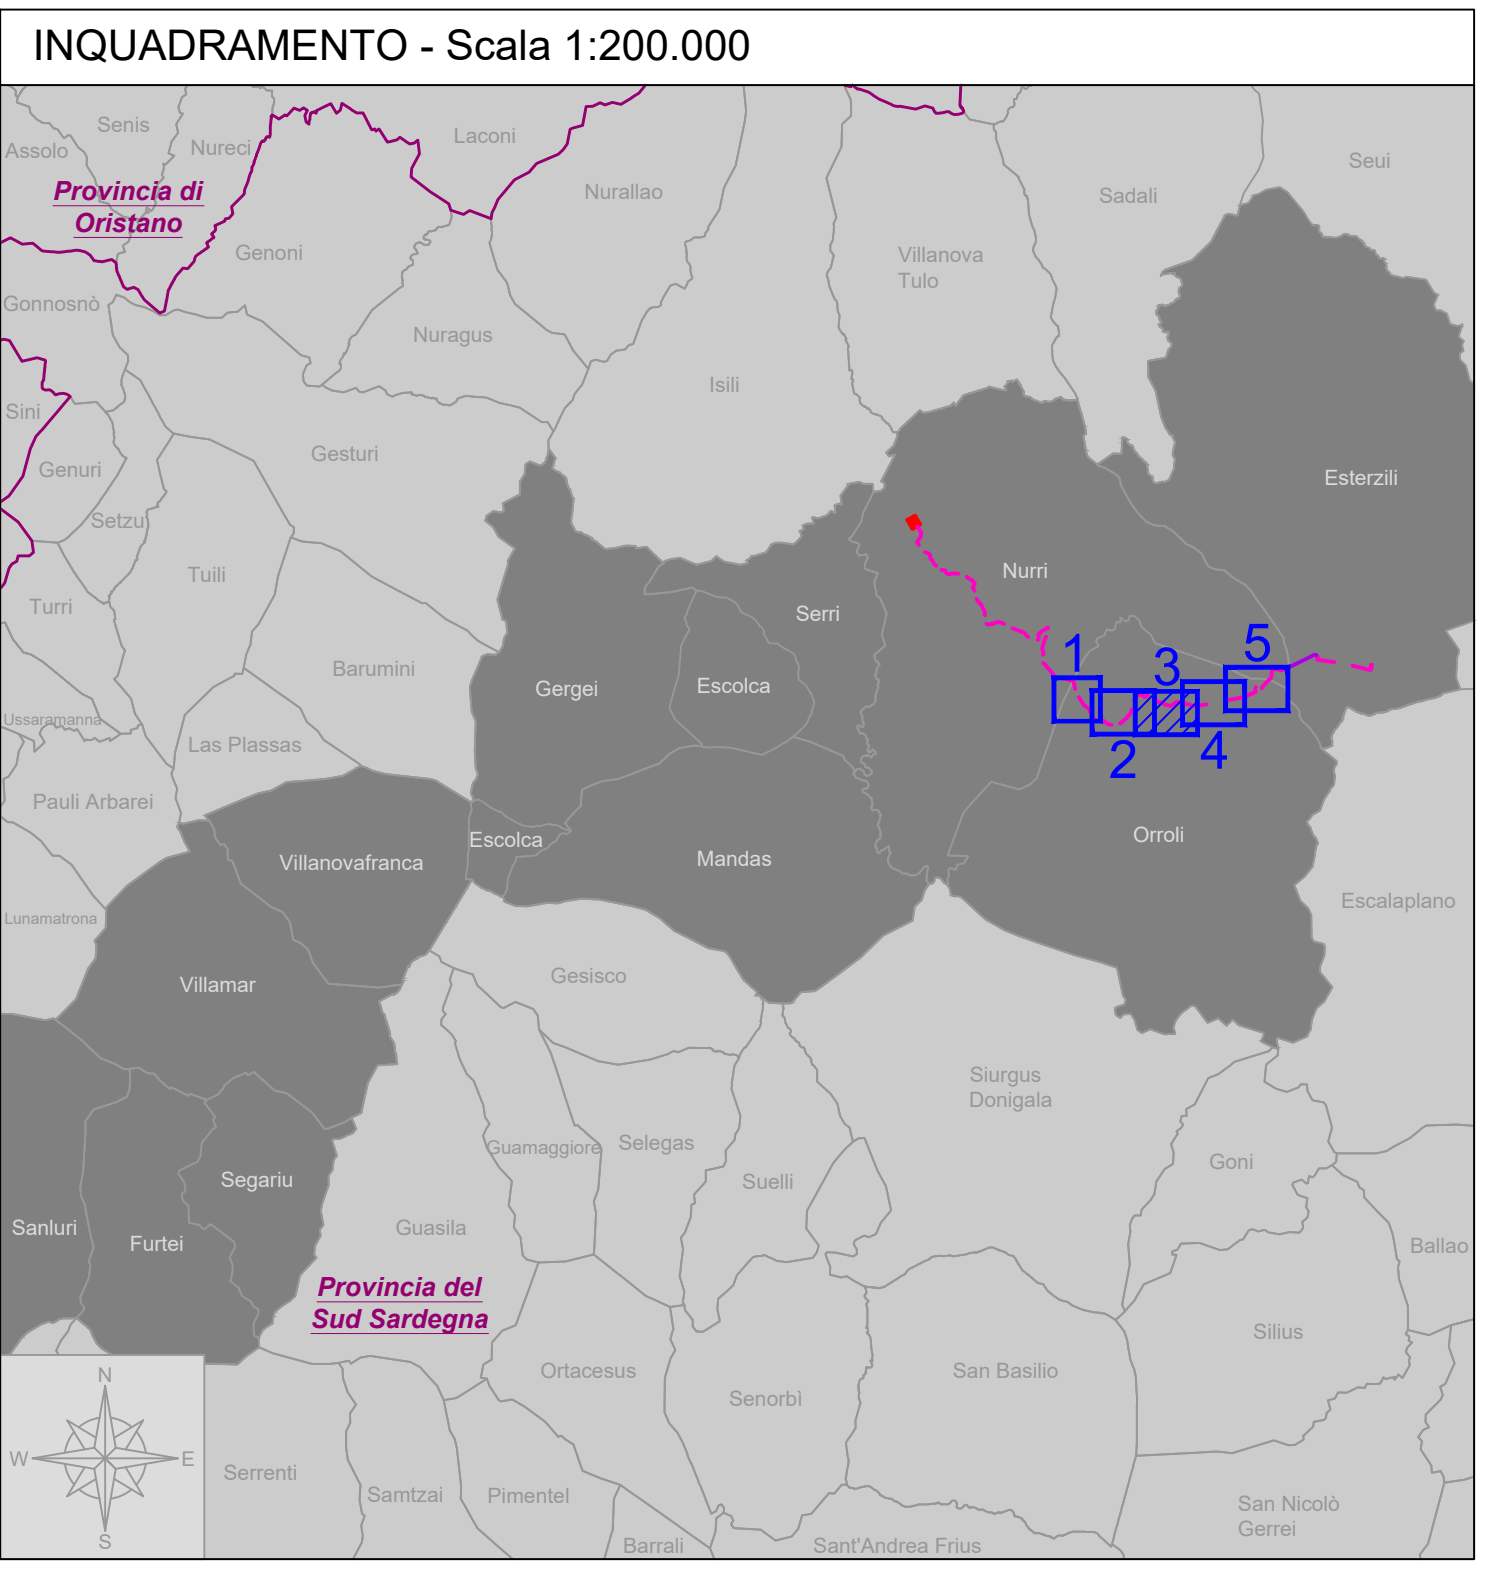 INQUADRAMENTO - Scala 1:200.000
Senis
Assolo
Nureci
Laconi
Seui
Provincia di
Oristano
Nurallao
Sadali
Genoni
Villanova
Tulo
Gonnosnò
Nuragus
Isili
Sini
Gesturi
Genuri
Esterzili
Setzu
Tuili
Nurri
Turri
Serri
Barumini
Gergei
Escolca
1
2
3
4
5
Ussaramanna
Las Plassas
Pauli Arbarei
Villanovafranca
Escolca
Mandas
Orroli
Lunamatrona
Escalaplano
Villamar
Gesisco
Siurgus
Donigala
Guamaggiore
Selegas
Goni
Segariu
Suelli
Sanluri
Furtei
Guasila
Ballao
Provincia del
Sud Sardegna
Silius
Ortacesus
Senorbì
San Basilio
N
W
E
S
Serrenti
Samtzai
Pimentel
San Nicolò
Gerrei
Barrali
Sant'Andrea Frius